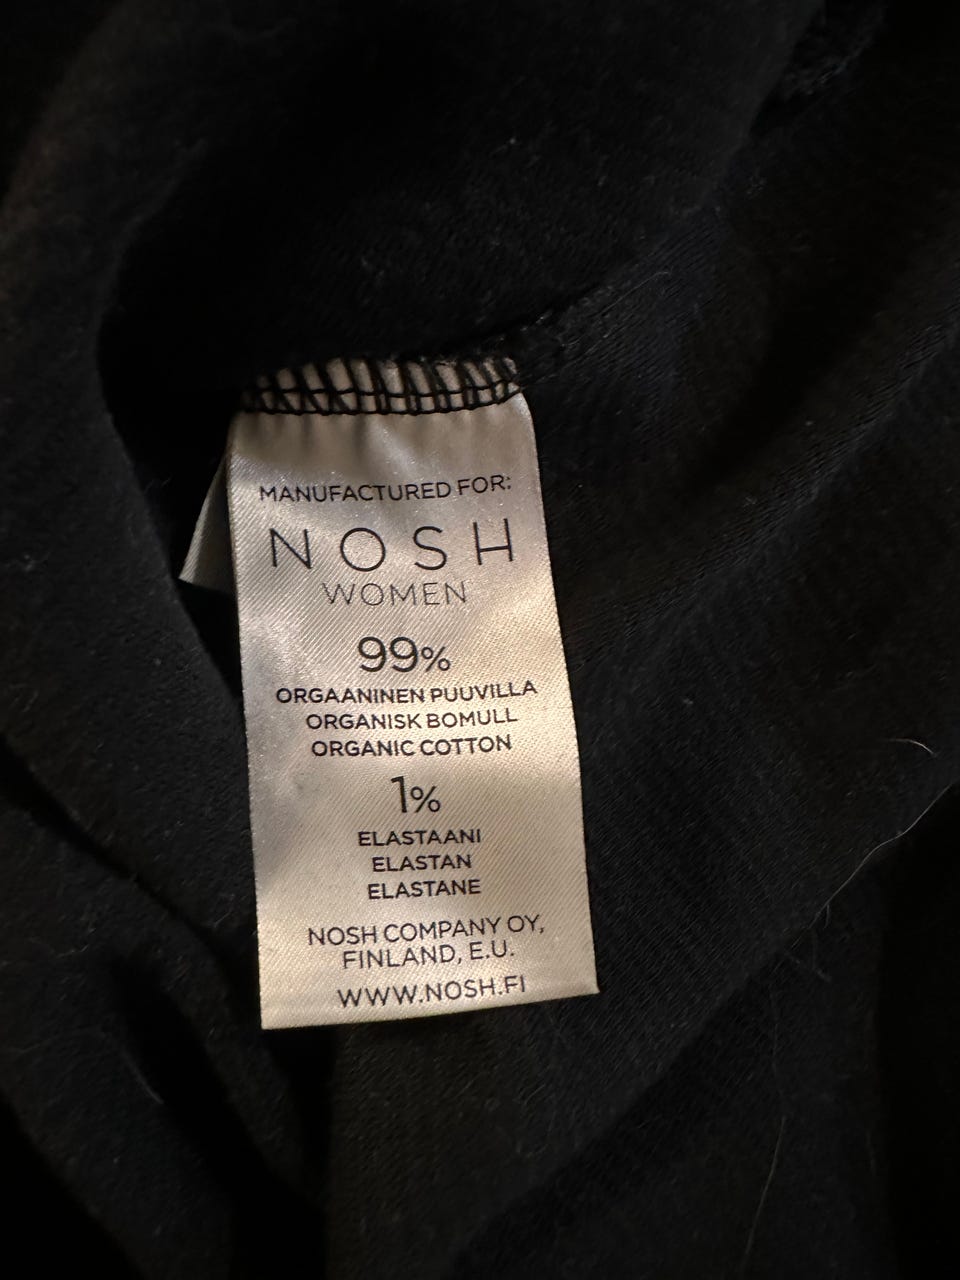 MANUFACTURED FOR:
NOSH
WOMEN
99%
ORGAANINEN PUUVILLA
ORGANISK BOMULL
ORGANIC COTTON
1%
ELASTAANI
ELASTAN
ELASTANE
NOSH COMPANY OY,
FINLAND, E.U.
WWW.NOSH.FI